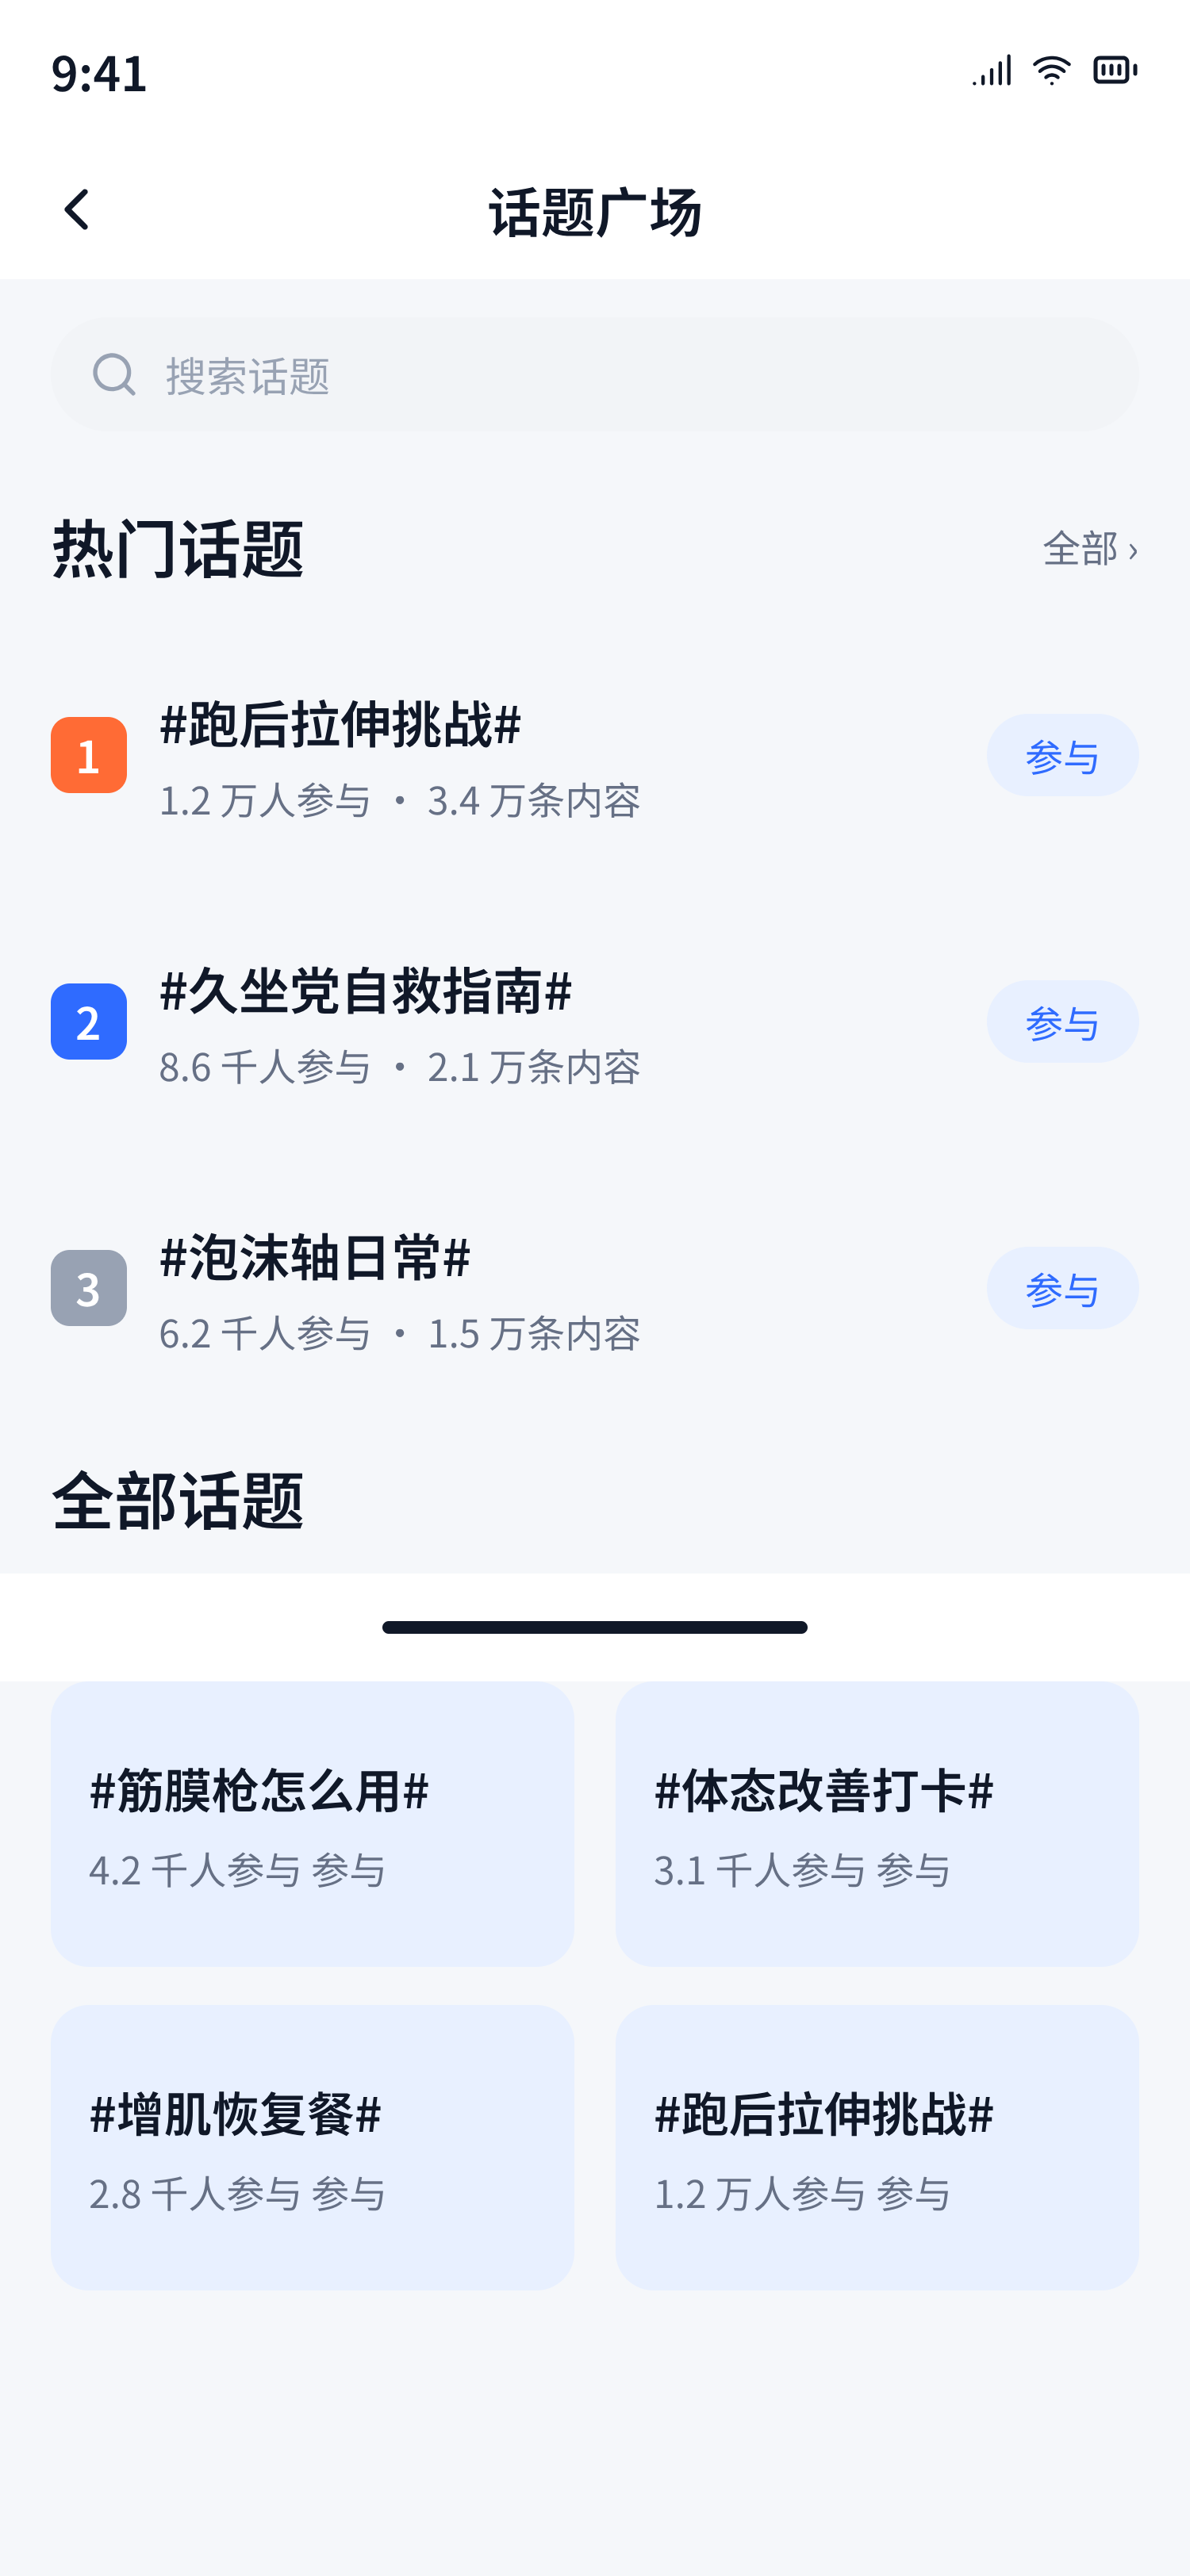 9:41
话题广场
搜索话题
热门话题
全部 ›
1
#跑后拉伸挑战#
1.2 万人参与 · 3.4 万条内容
参与
2
#久坐党自救指南#
8.6 千人参与 · 2.1 万条内容
参与
3
#泡沫轴日常#
6.2 千人参与 · 1.5 万条内容
参与
全部话题
#筋膜枪怎么用#
4.2 千人参与 参与
#体态改善打卡#
3.1 千人参与 参与
#增肌恢复餐#
2.8 千人参与 参与
#跑后拉伸挑战#
1.2 万人参与 参与